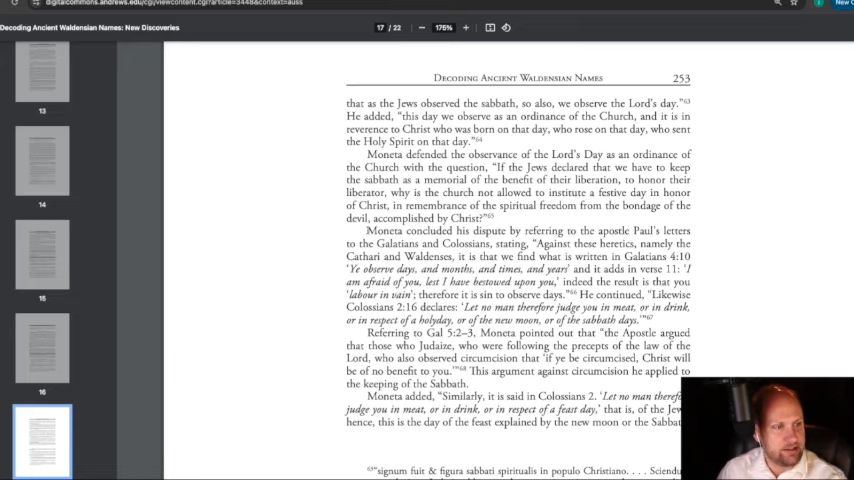 digitalcommons.andrews.edu/cgi/viewcontent.cgi?article=3448&context=auss
New C
Decoding Ancient Waldensian Names: New Discoveries
17 / 22
175%
13
14
15
16
DECODING ANCIENT WALDENSIAN NAMES 253
that as the Jews observed the sabbath, so also, we observe the Lord's day."63
He added, "this day we observe as an ordinance of the Church, and it is in
reverence to Christ who was born on that day, who rose on that day, who sent
the Holy Spirit on that day."64
Moneta defended the observance of the Lord's Day as an ordinance of
the Church with the question, "If the Jews declared that we have to keep
the sabbath as a memorial of the benefit of their liberation, to honor their
liberator, why is the church not allowed to institute a festive day in honor
of Christ, in remembrance of the spiritual freedom from the bondage of the
devil, accomplished by Christ?"65
Moneta concluded his dispute by referring to the apostle Paul's letters
to the Galatians and Colossians, stating, "Against these heretics, namely the
Cathari and Waldenses, it is that we find what is written in Galatians 4:10
'Ye observe days, and months, and times, and years' and it adds in verse 11: 'I
am afraid of you, lest I have bestowed upon you,' indeed the result is that you
'labour in vain'; therefore it is sin to observe days."66 He continued, "Likewise
Colossians 2:16 declares: 'Let no man therefore judge you in meat, or in drink,
or in respect of a holyday, or of the new moon, or of the sabbath days.'"67
Referring to Gal 5:2–3, Moneta pointed out that "the Apostle argued
that those who Judaize, who were following the precepts of the law of the
Lord, who also observed circumcision that 'if ye be circumcised, Christ will
be of no benefit to you.'"68 This argument against circumcision he applied to
the keeping of the Sabbath.
Moneta added, "Similarly, it is said in Colossians 2. 'Let no man therefo
judge you in meat, or in drink, or in respect of a feast day,' that is, of the Jew
hence, this is the day of the feast explained by the new moon or the Sabbat
63"signum fuit & figura sabbati spiritualis in populo Christiano. . . . Sciendu